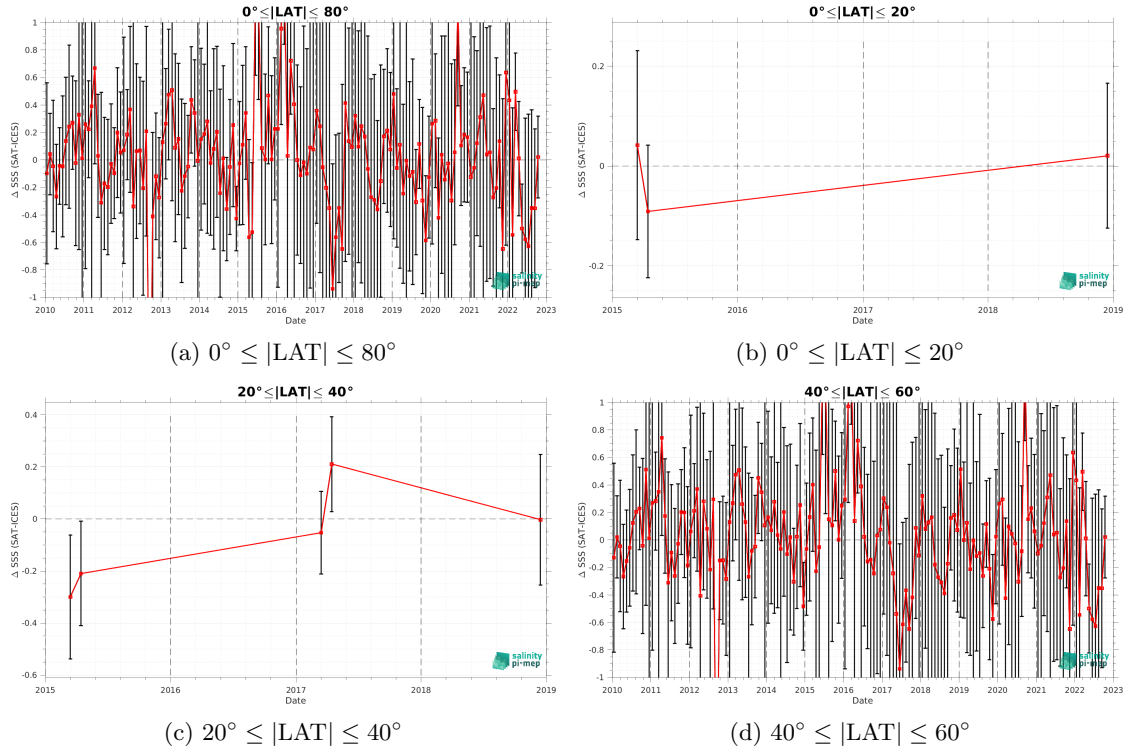 0°≤|LAT|≤ 80°
Δ SSS (SAT-ICES)
1
0.8
0.6
0.4
0.2
0
-0.2
-0.4
-0.6
-0.8
-1
2010 2011 2012 2013 2014 2015 2016 2017 2018 2019 2020 2021 2022 2023
Date
salinity
pi-mep
(a) 0° ≤ |LAT| ≤ 80°
0°≤|LAT|≤ 20°
Δ SSS (SAT-ICES)
0.2
0.1
0
-0.1
-0.2
2015 2016 2017 2018 2019
Date
salinity
pi-mep
(b) 0° ≤ |LAT| ≤ 20°
20°≤|LAT|≤ 40°
Δ SSS (SAT-ICES)
0.4
0.2
0
-0.2
-0.4
-0.6
2015 2016 2017 2018 2019
Date
salinity
pi-mep
(c) 20° ≤ |LAT| ≤ 40°
40°≤|LAT|≤ 60°
Δ SSS (SAT-ICES)
1
0.8
0.6
0.4
0.2
0
-0.2
-0.4
-0.6
-0.8
-1
2010 2011 2012 2013 2014 2015 2016 2017 2018 2019 2020 2021 2022 2023
Date
salinity
pi-mep
(d) 40° ≤ |LAT| ≤ 60°